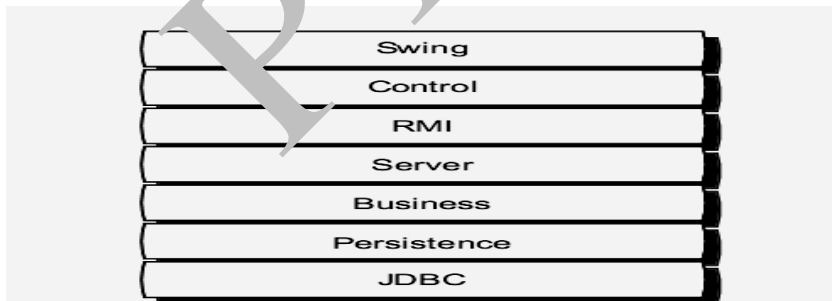 Swing
Control
RMI
Server
Business
Persistence
JDBC